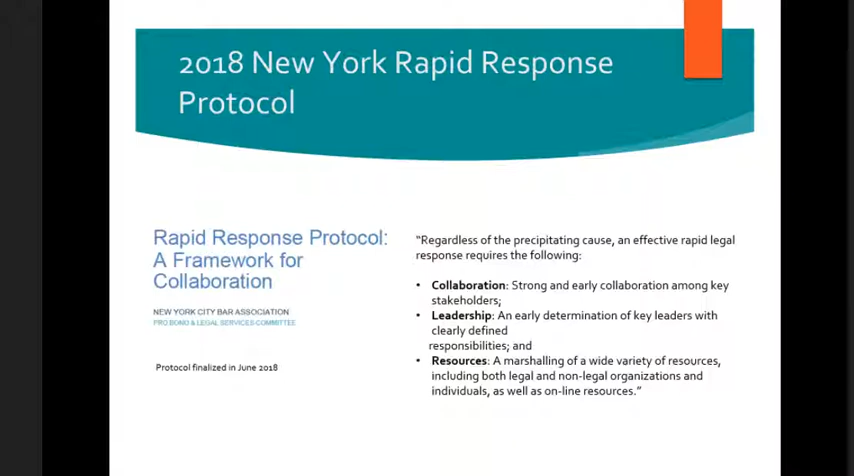 2018 New York Rapid Response
Protocol
Rapid Response Protocol:
A Framework for
Collaboration
NEW YORK CITY BAR ASSOCIATION
PRO BONO & LEGAL SERVICES COMMITTEE
Protocol finalized in June 2018
“Regardless of the precipitating cause, an effective rapid legal
response requires the following:
• Collaboration: Strong and early collaboration among key
stakeholders;
• Leadership: An early determination of key leaders with
clearly defined
responsibilities; and
• Resources: A marshalling of a wide variety of resources,
including both legal and non-legal organizations and
individuals, as well as on-line resources.”